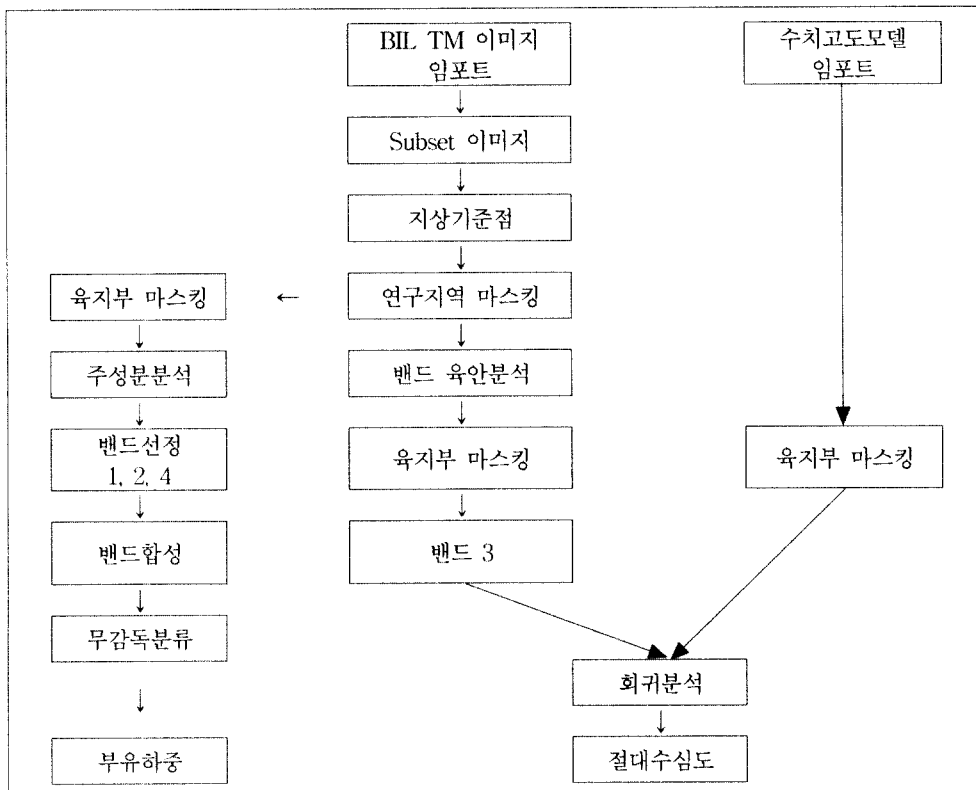 BIL TM 이미지
임포트
수치고도모델
임포트
Subset 이미지
지상기준점
육지부 마스킹
←
연구지역 마스킹
주성분분석
밴드 육안분석
밴드선정
1, 2, 4
육지부 마스킹
육지부 마스킹
밴드합성
밴드 3
무감독분류
회귀분석
부유하중
절대수심도